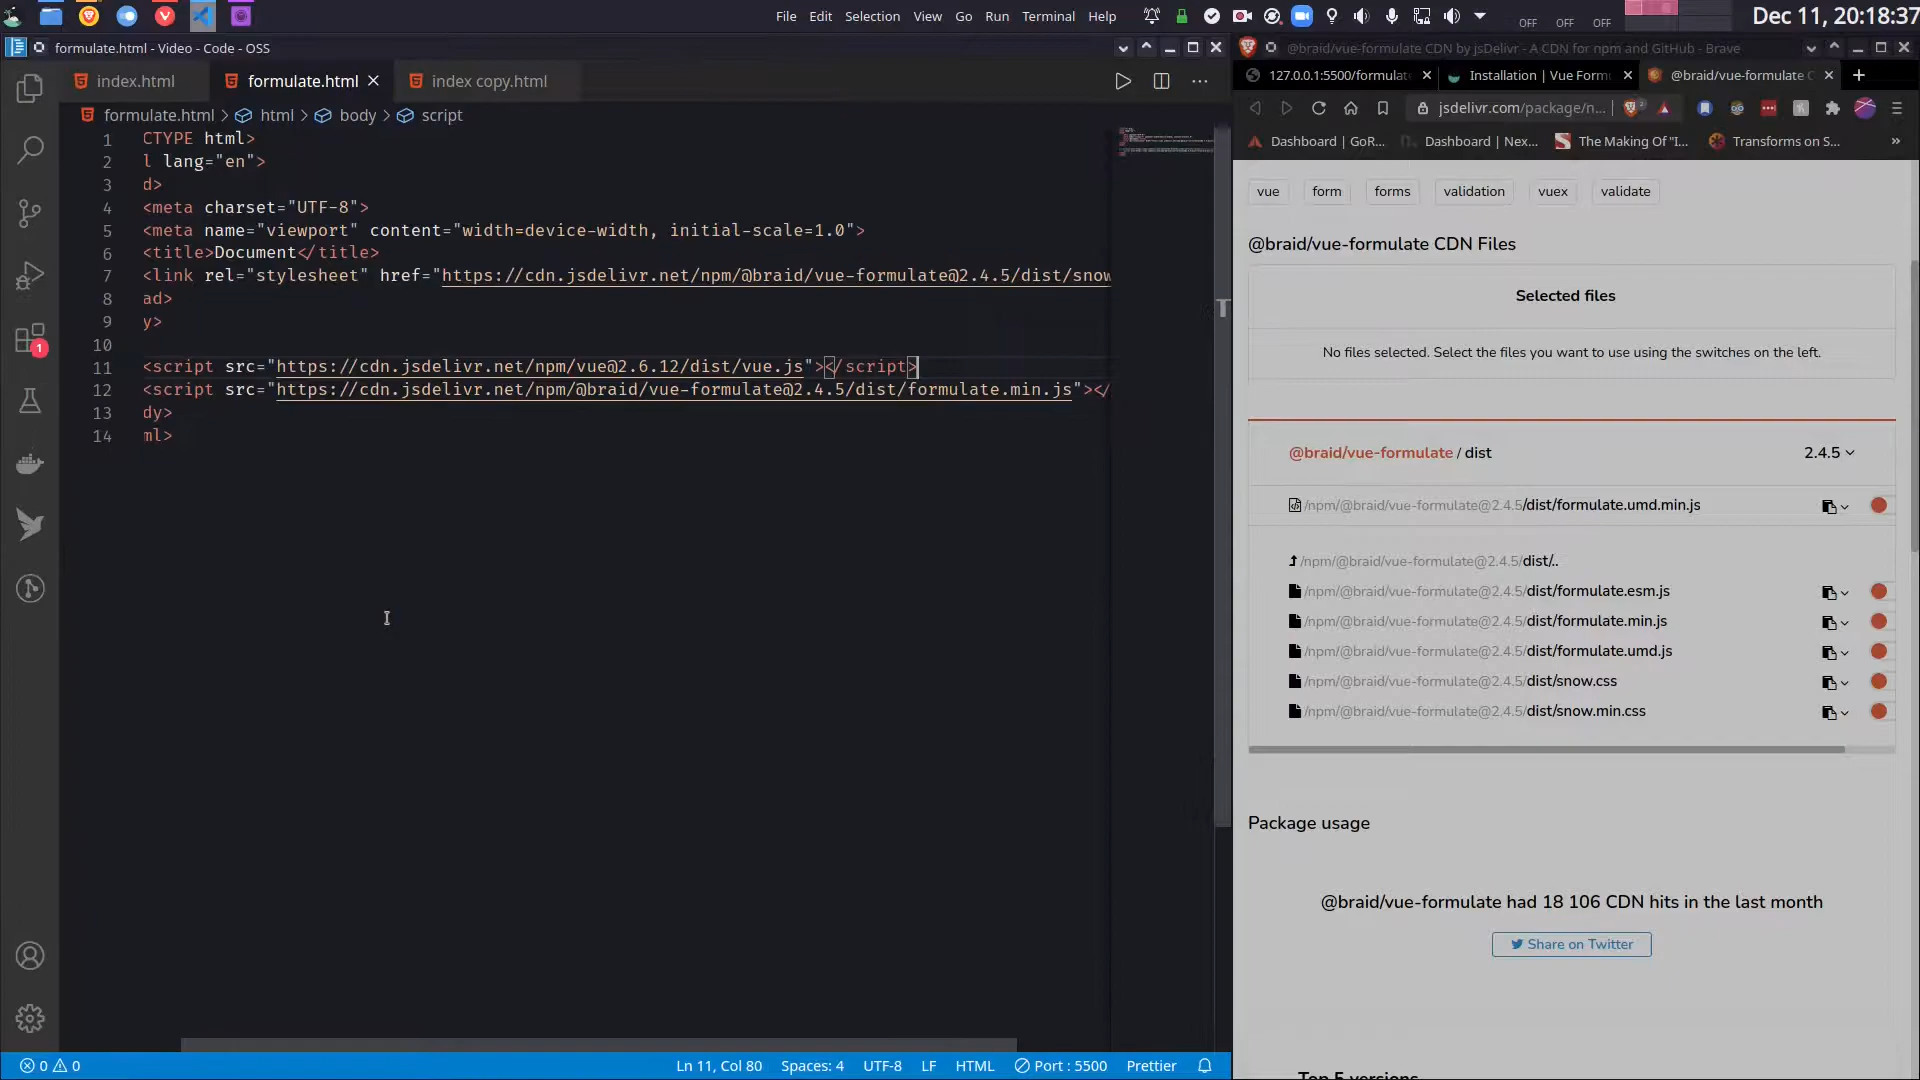 File Edit Selection View Go Run Terminal Help
OFF OFF OFF
Dec 11, 20:18:37
formulate.html - Video - Code - OSS
index.html
formulate.html
index copy.html
formulate.html > html > body > script
1 CTYPE html>
2 l lang="en">
3 d>
4 <meta charset="UTF-8">
5 <meta name="viewport" content="width=device-width, initial-scale=1.0">
6 <title>Document</title>
7 <link rel="stylesheet" href="https://cdn.jsdelivr.net/npm/@braid/vue-formulate@2.4.5/dist/snow
8 ad>
9 y>
10
11 <script src="https://cdn.jsdelivr.net/npm/vue@2.6.12/dist/vue.js"></script>
12 <script src="https://cdn.jsdelivr.net/npm/@braid/vue-formulate@2.4.5/dist/formulate.min.js"></
13 dy>
14 ml>
1
0 0
Ln 11, Col 80 Spaces: 4 UTF-8 LF HTML Port : 5500 Prettier
@braid/vue-formulate CDN by jsDelivr - A CDN for npm and GitHub - Brave
127.0.0.1:5500/formulat
Installation | Vue Form
@braid/vue-formulate C
jsdelivr.com/package/n...
Dashboard | GoR...
Dashboard | Nex...
The Making Of "I...
Transforms on S...
vue form forms validation vuex validate
@braid/vue-formulate CDN Files
Selected files
No files selected. Select the files you want to use using the switches on the left.
@braid/vue-formulate / dist
2.4.5
/npm/@braid/vue-formulate@2.4.5/dist/formulate.umd.min.js
/npm/@braid/vue-formulate@2.4.5/dist/..
/npm/@braid/vue-formulate@2.4.5/dist/formulate.esm.js
/npm/@braid/vue-formulate@2.4.5/dist/formulate.min.js
/npm/@braid/vue-formulate@2.4.5/dist/formulate.umd.js
/npm/@braid/vue-formulate@2.4.5/dist/snow.css
/npm/@braid/vue-formulate@2.4.5/dist/snow.min.css
Package usage
@braid/vue-formulate had 18 106 CDN hits in the last month
Share on Twitter
Top 5 versions